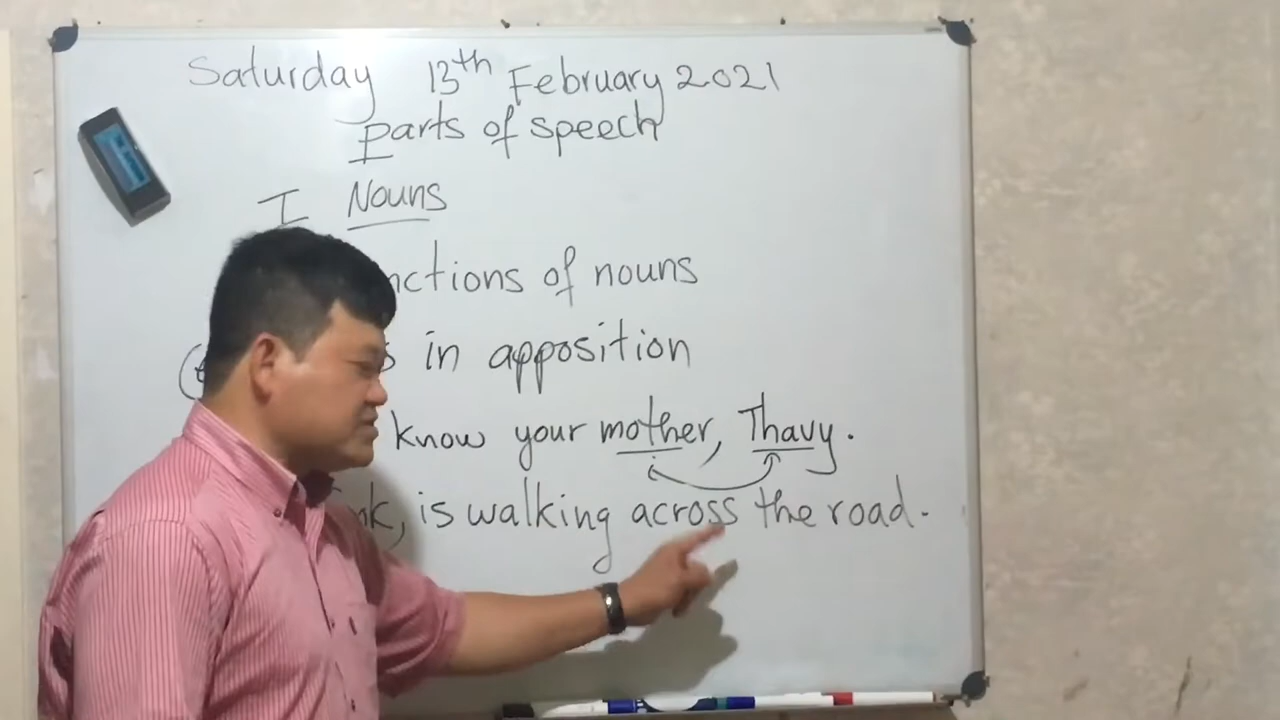 Saturday 13th February 2021
Parts of speech
I Nouns
nctions of nouns
in apposition
know your mother, Thavy.
nk, is walking across the road.